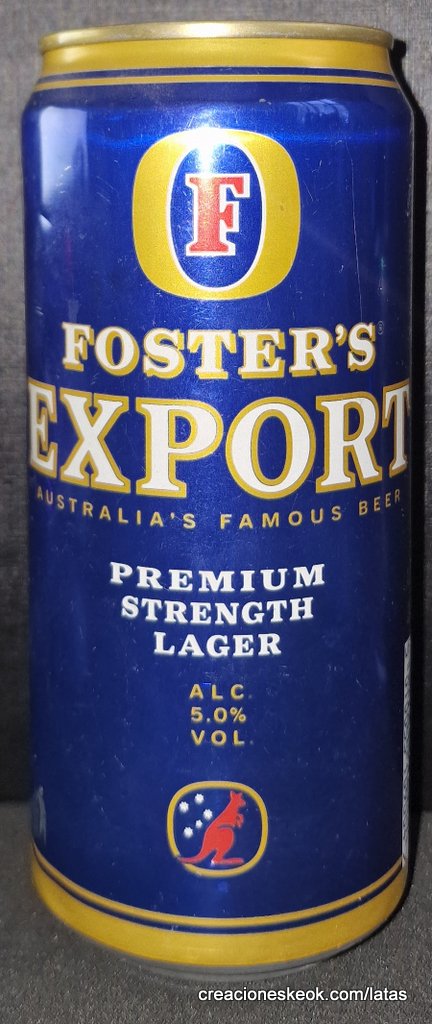 F
FOSTER'S®
EXPORT
AUSTRALIA'S FAMOUS BEER
PREMIUM
STRENGTH
LAGER
ALC.
5.0%
VOL.
creacioneskeok.com/latas